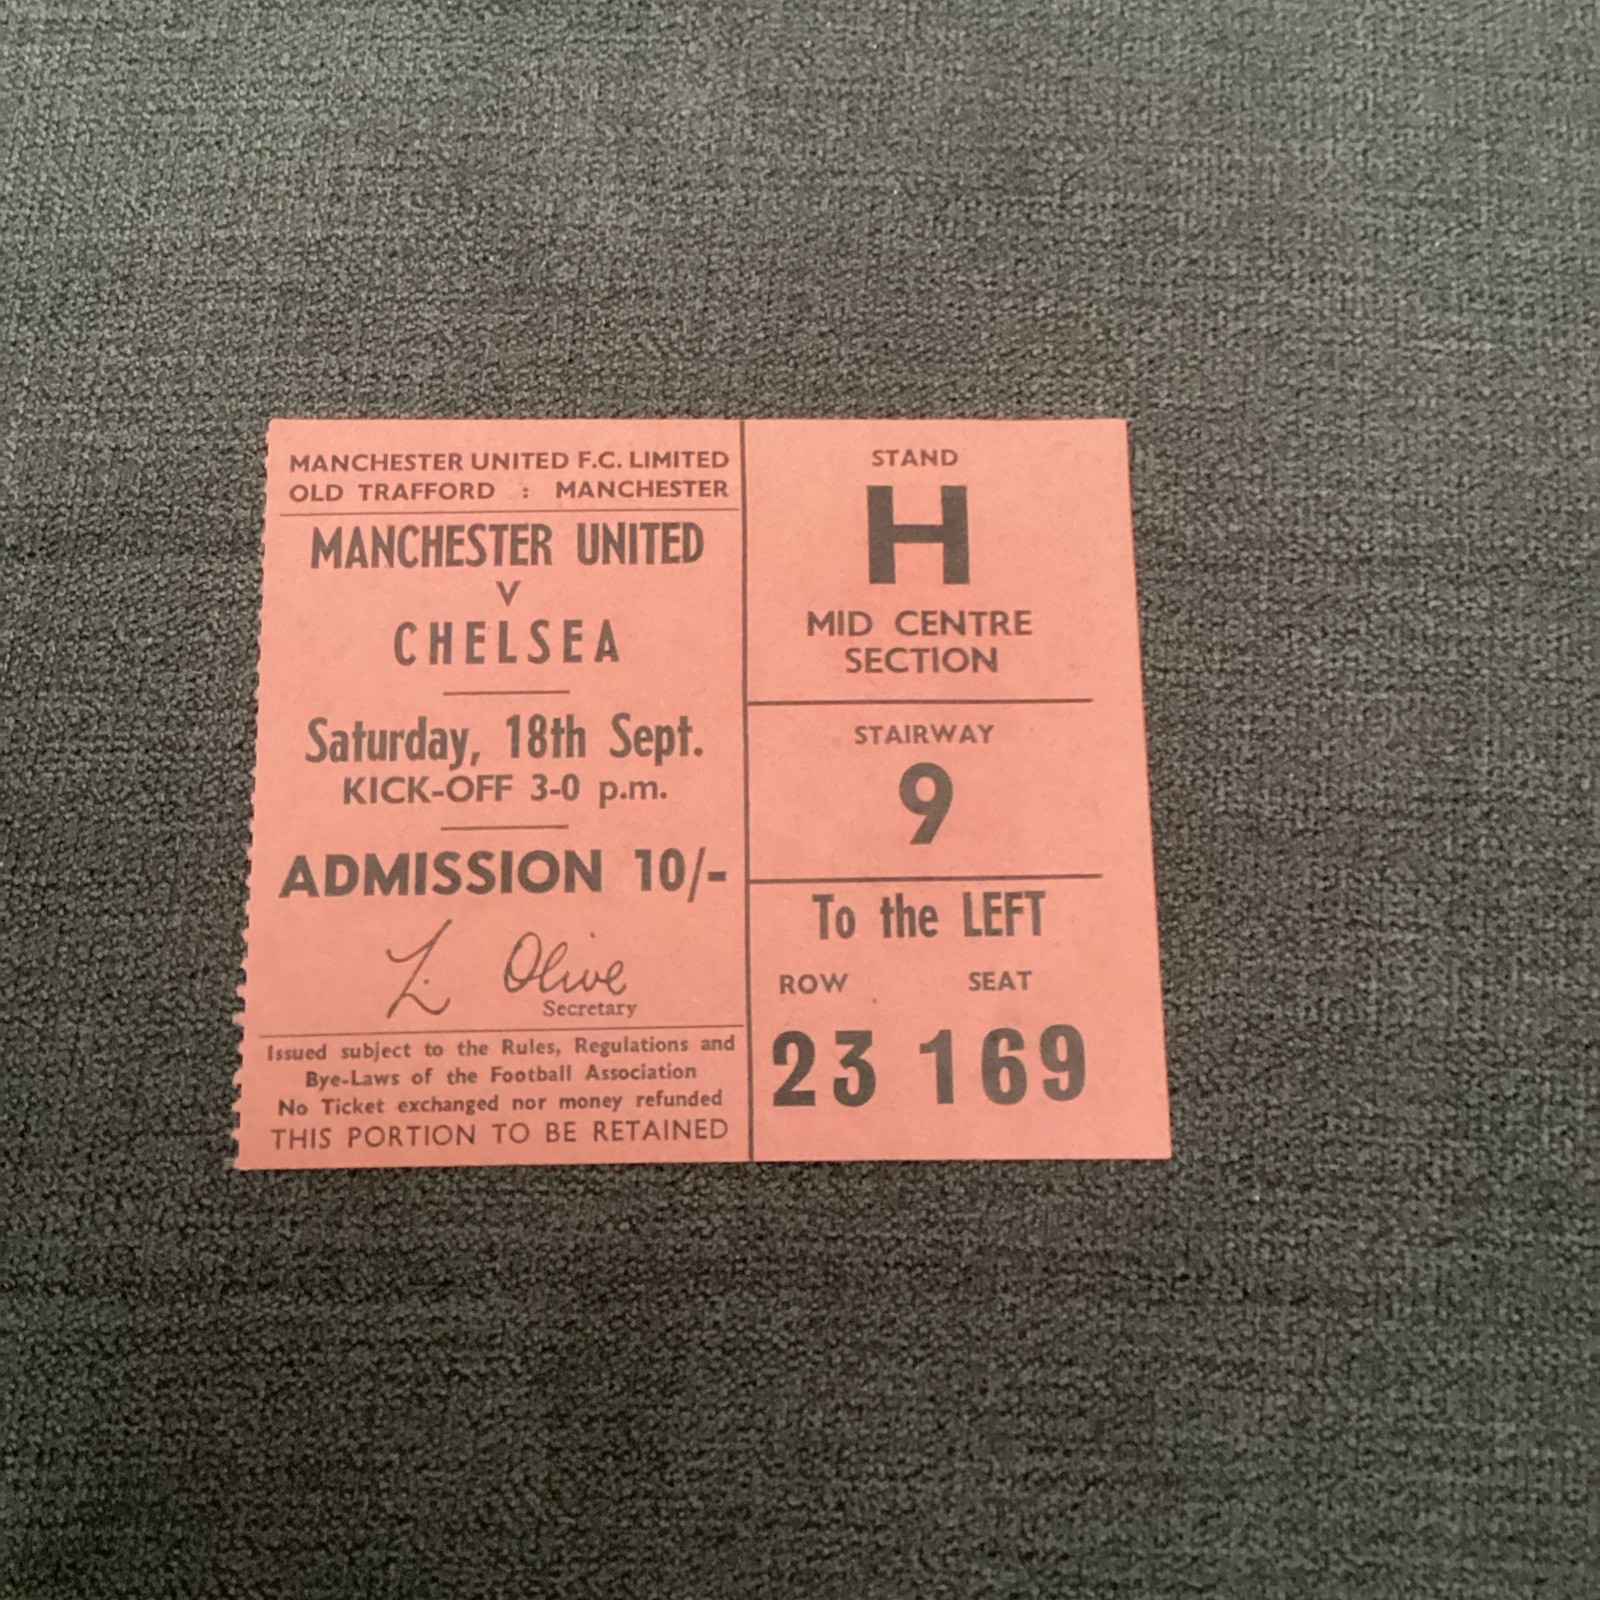 MANCHESTER UNITED F.C. LIMITED
OLD TRAFFORD : MANCHESTER
MANCHESTER UNITED
V
CHELSEA
Saturday, 18th Sept.
KICK-OFF 3-0 p.m.
ADMISSION 10/-
L. Olive
Secretary
Issued subject to the Rules, Regulations and
Bye-Laws of the Football Association
No Ticket exchanged nor money refunded
THIS PORTION TO BE RETAINED
STAND
H
MID CENTRE
SECTION
STAIRWAY
9
To the LEFT
ROW SEAT
23 169